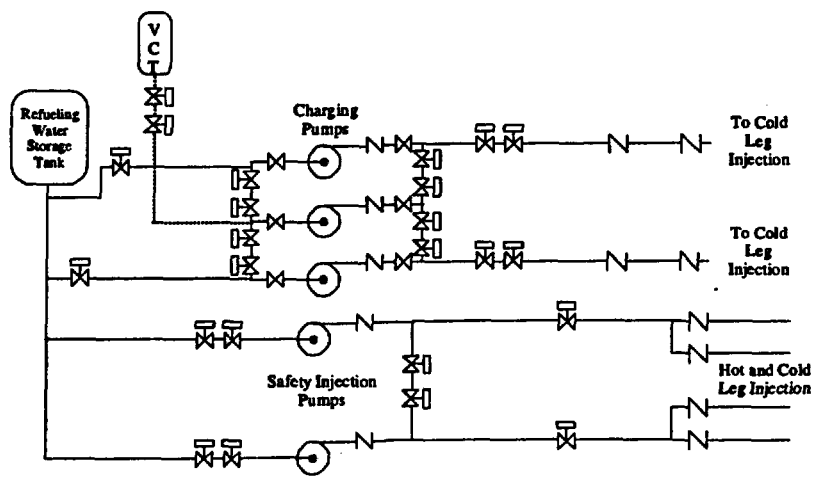 V
C
T
Refueling
Water
Storage
Tank
Charging
Pumps
To Cold
Leg
Injection
To Cold
Leg
Injection
Safety Injection
Pumps
Hot and Cold
Leg Injection